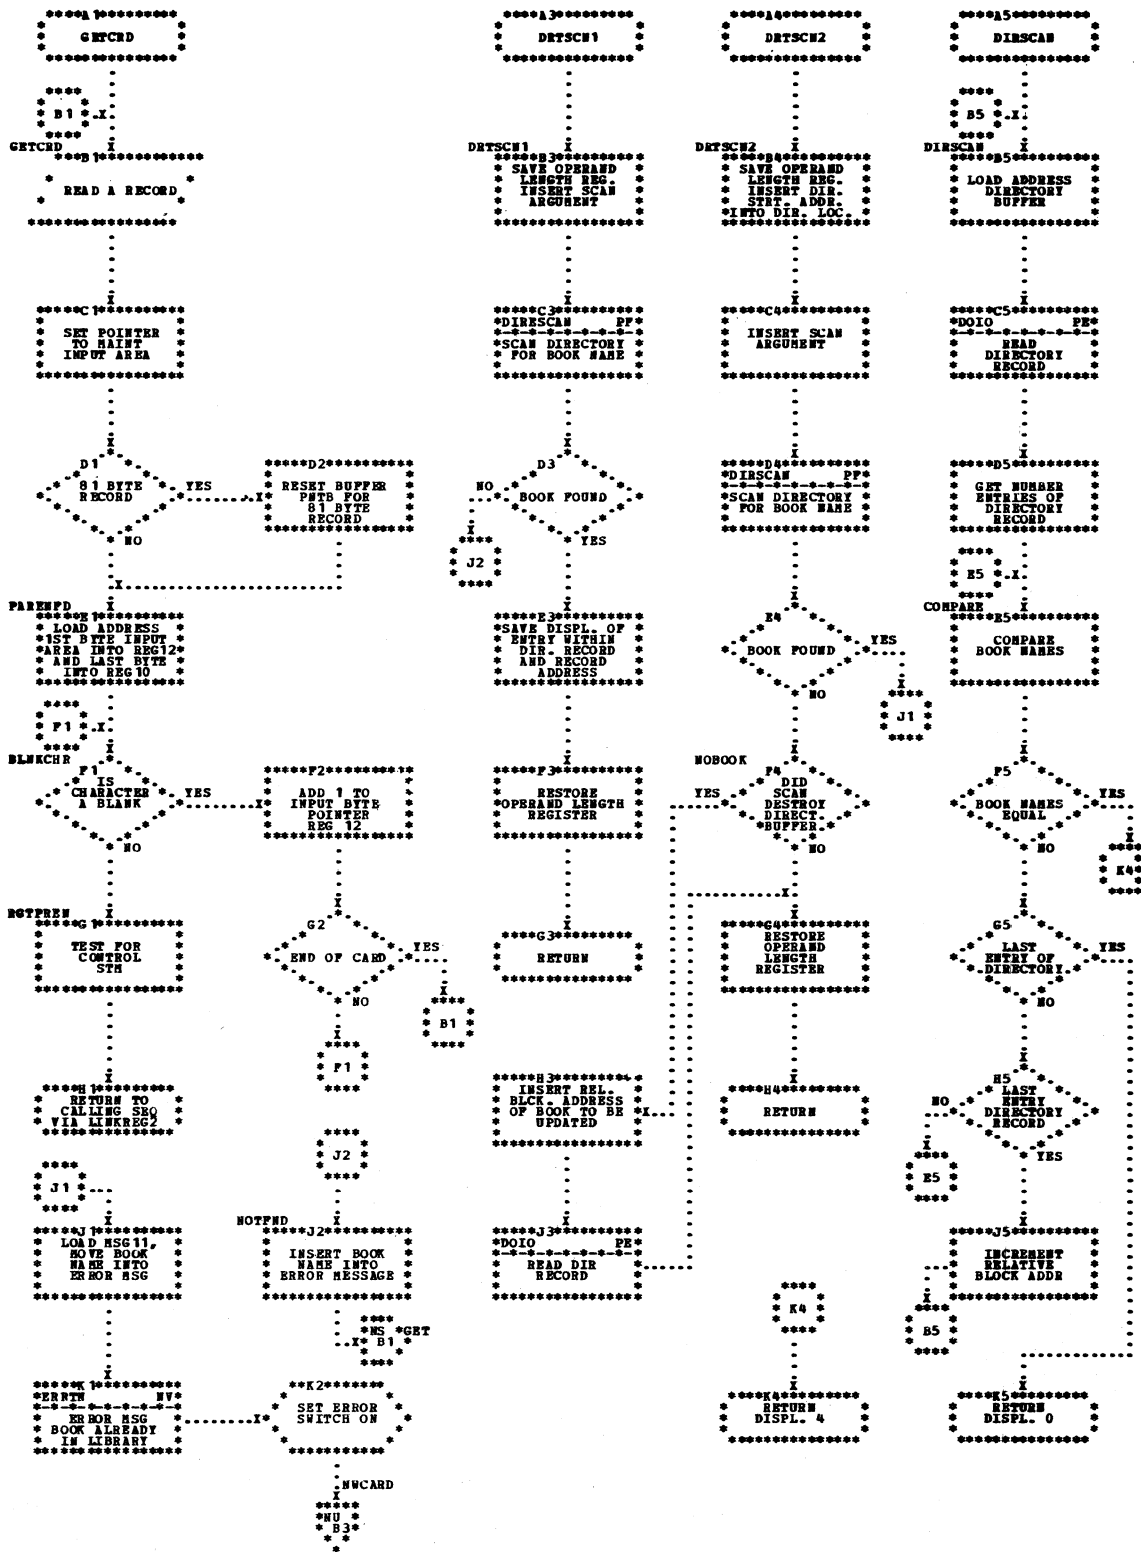 A1
GETCRD
B1
GETCRD
B1
READ A RECORD
C1
SET POINTER
TO MAINT
INPUT AREA
D1
81 BYTE
RECORD
YES
NO
D2
RESET BUFFER
PNTB FOR
81 BYTE
RECORD
PARENFD
E1
LOAD ADDRESS
1ST BYTE INPUT
AREA INTO REG12
AND LAST BYTE
INTO REG10
F1
BLNKCHR
F1
IS
CHARACTER
A BLANK
YES
NO
F2
ADD 1 TO
INPUT BYTE
POINTER
REG 12
RGTPREN
G1
TEST FOR
CONTROL
STM
G2
END OF CARD
YES
NO
B1
F1
H1
RETURN TO
CALLING SEQ
VIA LINKREG2
J1
J1
LOAD MSG11,
MOVE BOOK
NAME INTO
ERROR MSG
J2
NOTFND
J2
INSERT BOOK
NAME INTO
ERROR MESSAGE
NS GET
B1
K1
ERRTN NV
ERROR MSG
BOOK ALREADY
IN LIBRARY
K2
SET ERROR
SWITCH ON
NWCARD
NU
B3
A3
DRTSCN1
DRTSCN1
B3
SAVE OPERAND
LENGTH REG.
INSERT SCAN
ARGUMENT
C3
DIRESCAN PF
SCAN DIRECTORY
FOR BOOK NAME
D3
BOOK FOUND
NO
YES
J2
E3
SAVE DISPL. OF
ENTRY WITHIN
DIR. RECORD
AND RECORD
ADDRESS
F3
RESTORE
OPERAND LENGTH
REGISTER
G3
RETURN
H3
INSERT REL.
BLCK. ADDRESS
OF BOOK TO BE
UPDATED
J3
DOIO PE
READ DIR
RECORD
A4
DRTSCN2
DRTSCN2
B4
SAVE OPERAND
LENGTH REG.
INSERT DIR.
STRT. ADDR.
INTO DIR. LOC.
C4
INSERT SCAN
ARGUMENT
D4
DIRSCAN PF
SCAN DIRECTORY
FOR BOOK NAME
E4
BOOK FOUND
YES
NO
J1
NOBOOK
F4
DID
SCAN
DESTROY
DIRECT.
BUFFER.
YES
NO
G4
RESTORE
OPERAND
LENGTH
REGISTER
H4
RETURN
K4
K4
RETURN
DISPL. 4
A5
DIRSCAN
B5
DIRSCAN
B5
LOAD ADDRESS
DIRECTORY
BUFFER
C5
DOIO PE
READ
DIRECTORY
RECORD
D5
GET NUMBER
ENTRIES OF
DIRECTORY
RECORD
E5
COMPARE
E5
COMPARE
BOOK NAMES
F5
BOOK NAMES
EQUAL
YES
NO
K4
G5
LAST
ENTRY OF
DIRECTORY
YES
NO
H5
LAST
ENTRY
DIRECTORY
RECORD
NO
YES
E5
J5
INCREMENT
RELATIVE
BLOCK ADDR
B5
K5
RETURN
DISPL. 0